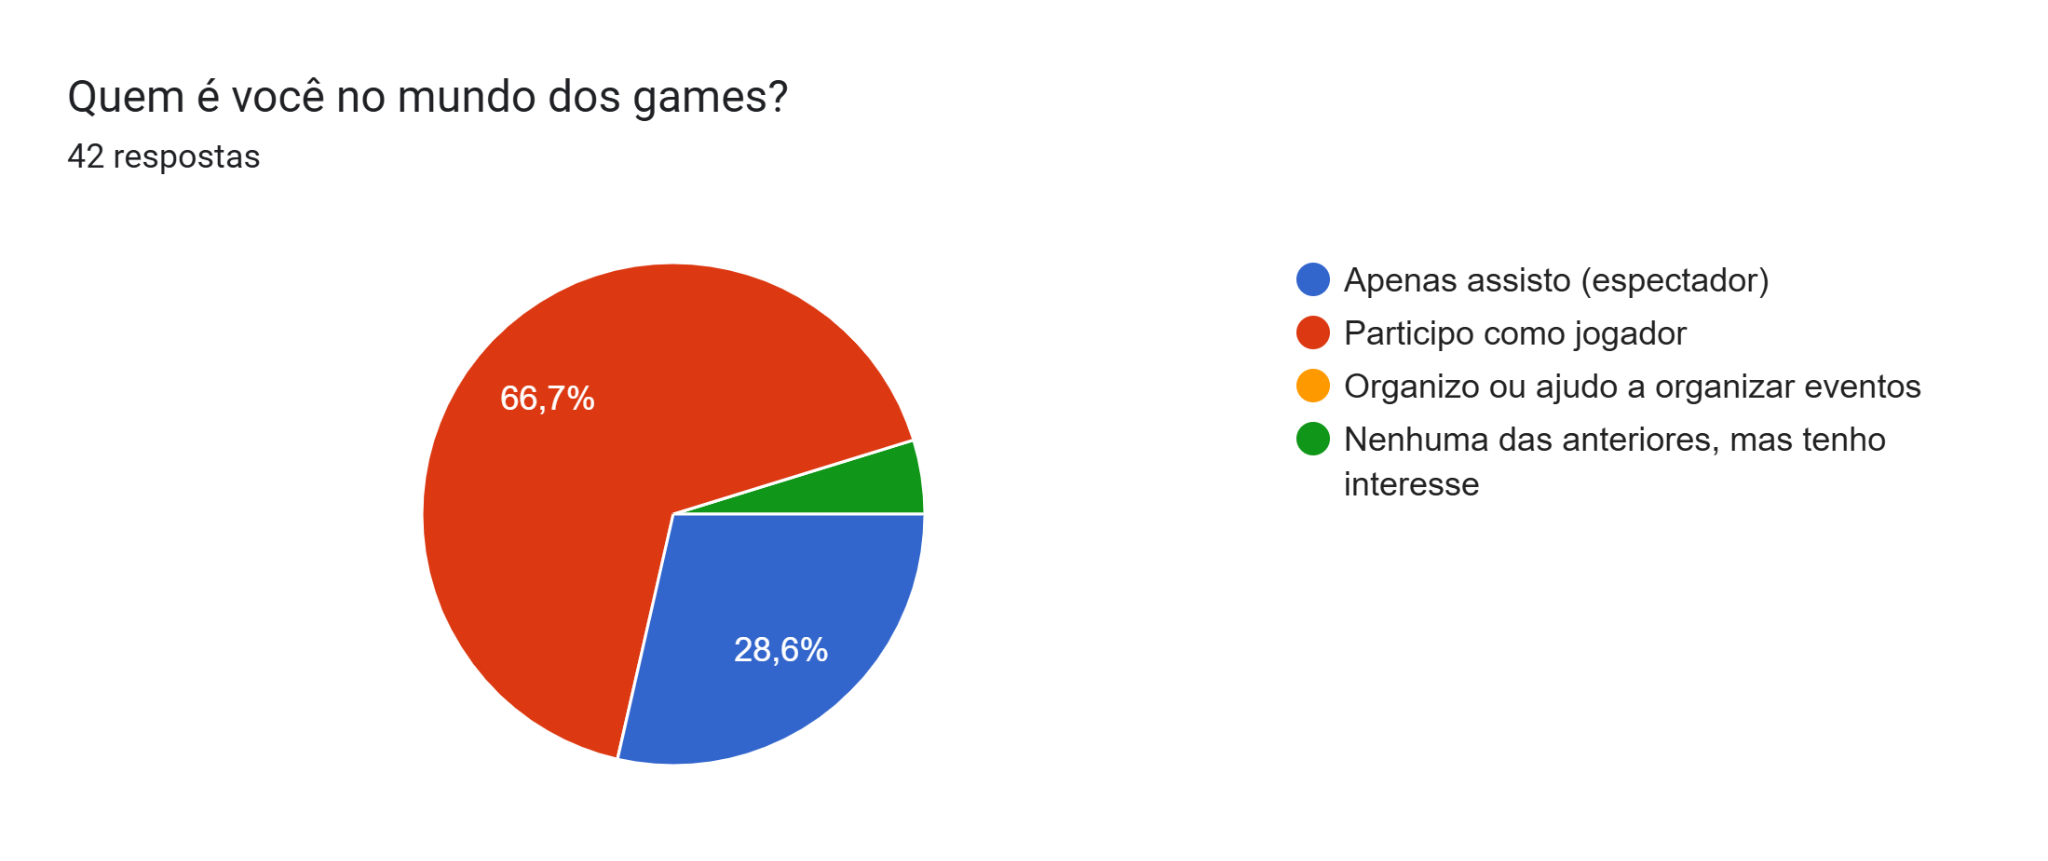 Quem é você no mundo dos games?
42 respostas
66,7%
28,6%
Apenas assisto (espectador)
Participo como jogador
Organizo ou ajudo a organizar eventos
Nenhuma das anteriores, mas tenho
interesse